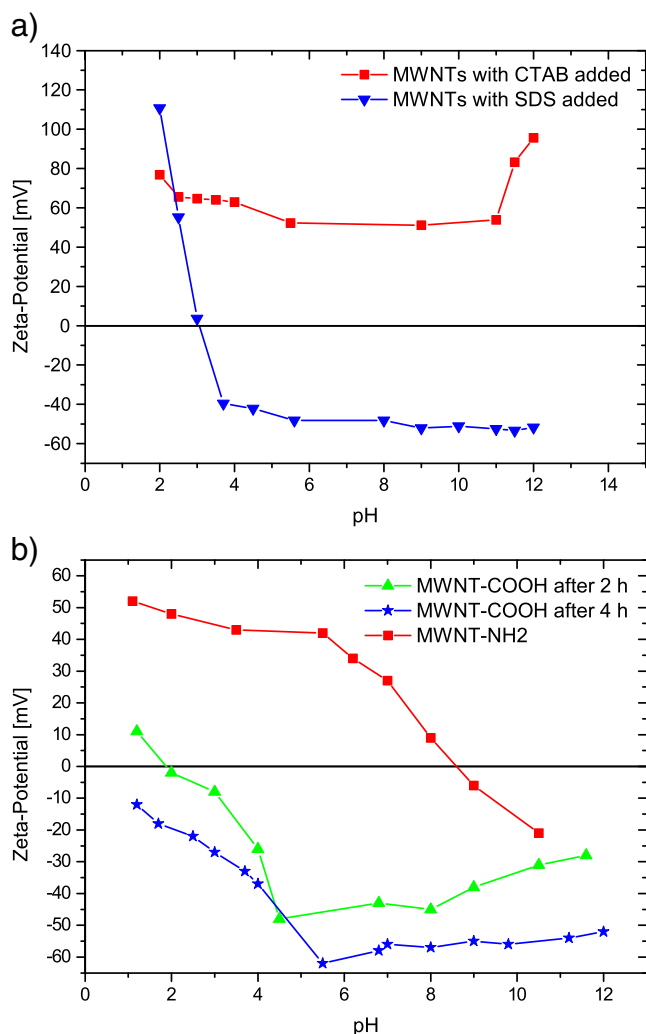 a)
140
120
100
80
60
40
20
0
-20
-40
-60
Zeta-Potential [mV]
MWNTs with CTAB added
MWNTs with SDS added
0 2 4 6 8 10 12 14
pH
b)
60
50
40
30
20
10
0
-10
-20
-30
-40
-50
-60
Zeta-Potential [mV]
MWNT-COOH after 2 h
MWNT-COOH after 4 h
MWNT-NH2
0 2 4 6 8 10 12
pH